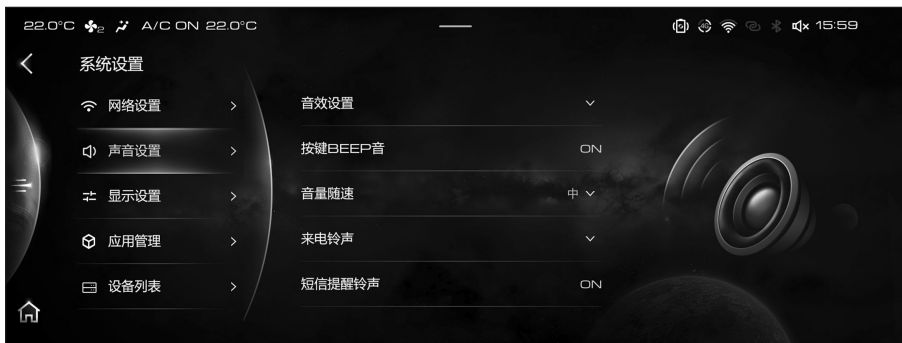 22.0°C 2 A/C ON 22.0°C 4G 15:59
系统设置
网络设置
声音设置
显示设置
应用管理
设备列表
音效设置
按键BEEP音 ON
音量随速 中
来电铃声
短信提醒铃声 ON